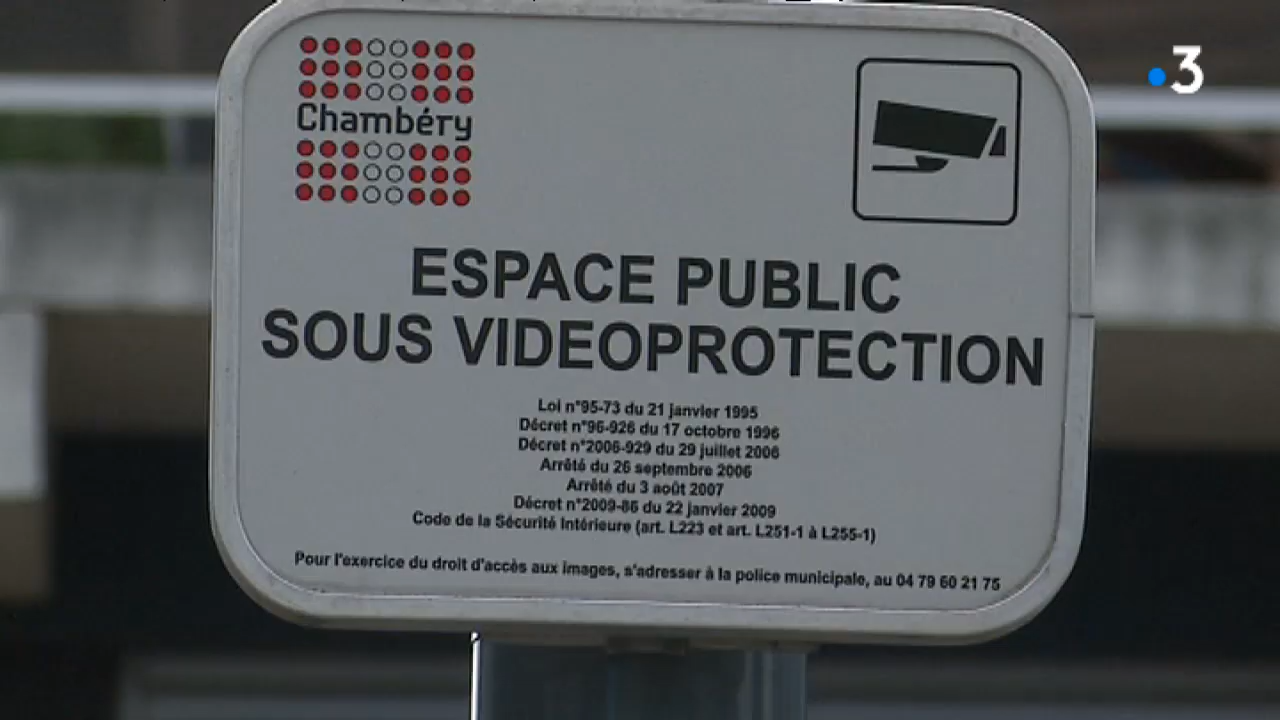 Chambéry
3
ESPACE PUBLIC
SOUS VIDEOPROTECTION
Loi n°95-73 du 21 janvier 1995
Décret n°96-926 du 17 octobre 1996
Décret n°2006-929 du 29 juillet 2006
Arrêté du 26 septembre 2006
Arrêté du 3 août 2007
Décret n°2009-86 du 22 janvier 2009
Code de la Sécurité Intérieure (art. L223 et art. L251-1 à L255-1)
Pour l'exercice du droit d'accès aux images, s'adresser à la police municipale, au 04 79 60 21 75